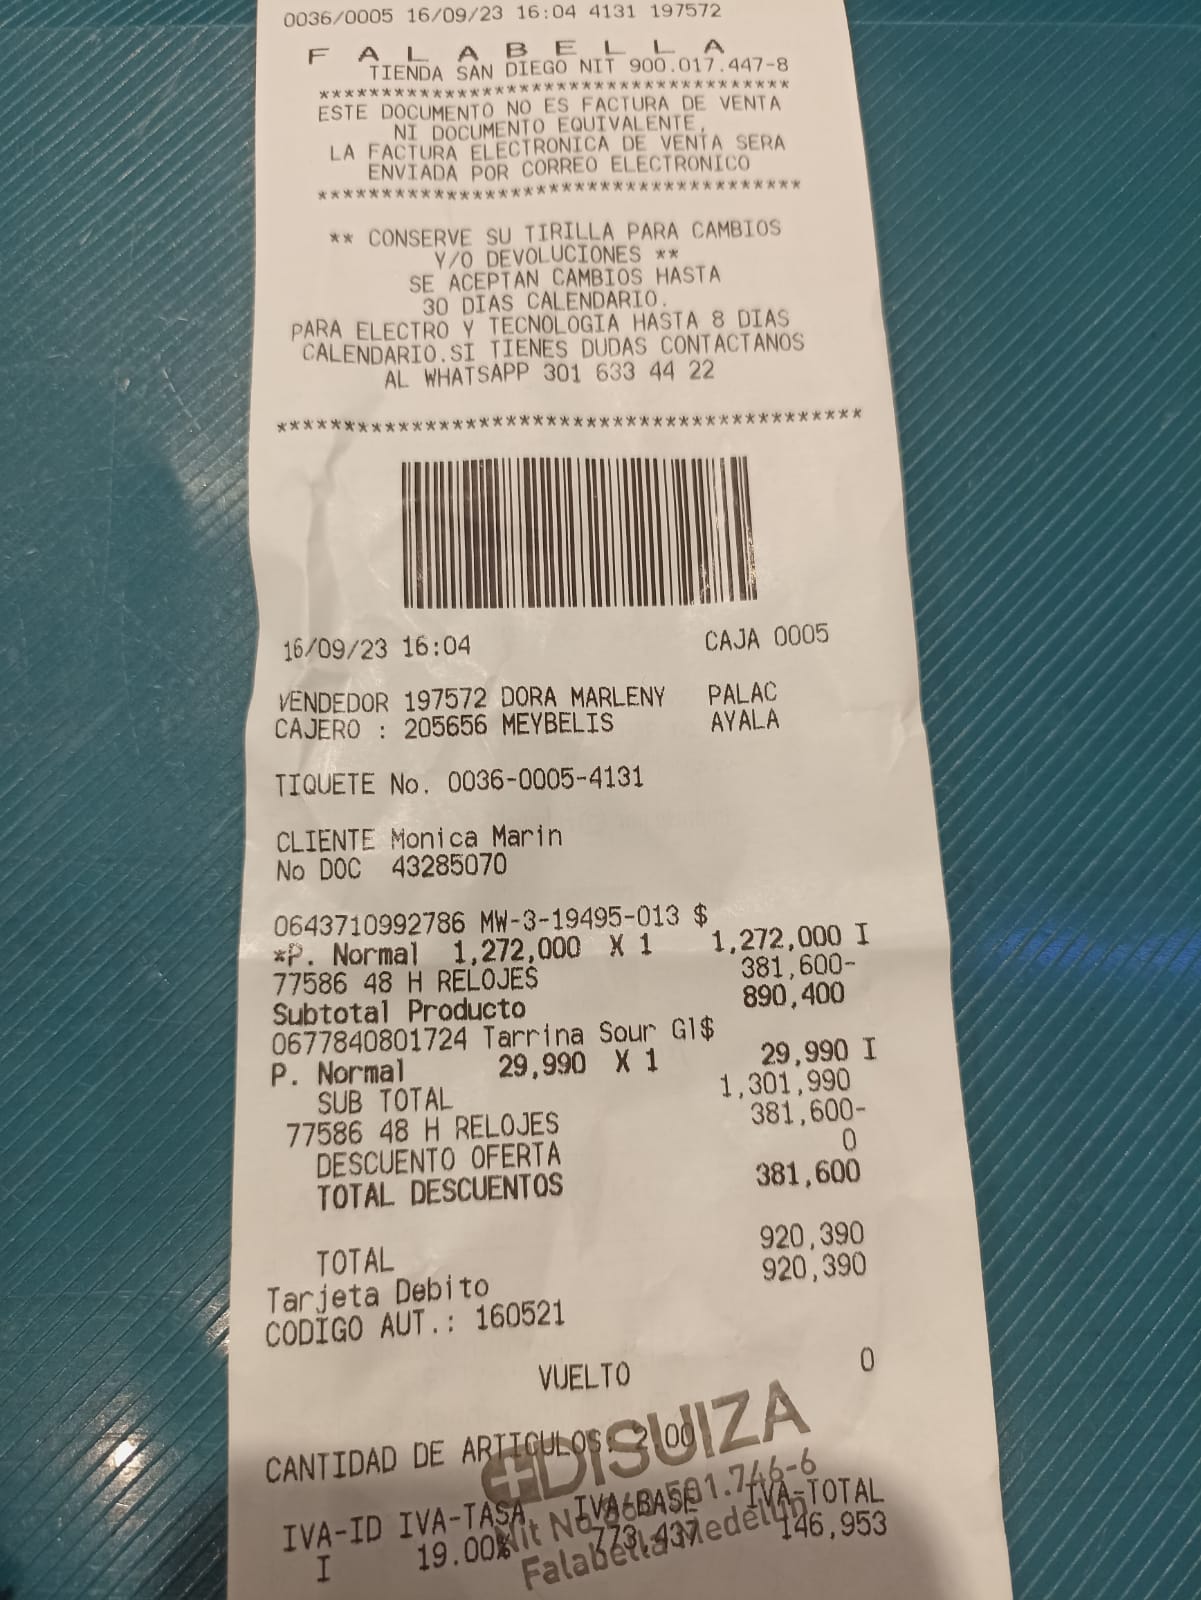 0036/0005 16/09/23 16:04 4131 197572
F A L A B E L L A
TIENDA SAN DIEGO NIT 900.017.447-8
***************************************
ESTE DOCUMENTO NO ES FACTURA DE VENTA
NI DOCUMENTO EQUIVALENTE,
LA FACTURA ELECTRONICA DE VENTA SERA
ENVIADA POR CORREO ELECTRONICO
***************************************
** CONSERVE SU TIRILLA PARA CAMBIOS
Y/O DEVOLUCIONES **
SE ACEPTAN CAMBIOS HASTA
30 DIAS CALENDARIO.
PARA ELECTRO Y TECNOLOGIA HASTA 8 DIAS
CALENDARIO.SI TIENES DUDAS CONTACTANOS
AL WHATSAPP 301 633 44 22
*******************************************
16/09/23 16:04 CAJA 0005
VENDEDOR 197572 DORA MARLENY PALAC
CAJERO : 205656 MEYBELIS AYALA
TIQUETE No. 0036-0005-4131
CLIENTE Monica Marin
No DOC 43285070
0643710992786 MW-3-19495-013 $
*P. Normal 1,272,000 X 1 1,272,000 I
77586 48 H RELOJES 381,600-
Subtotal Producto 890,400
0677840801724 Tarrina Sour Gl$
P. Normal 29,990 X 1 29,990 I
SUB TOTAL 1,301,990
77586 48 H RELOJES 381,600-
DESCUENTO OFERTA 0
TOTAL DESCUENTOS 381,600
TOTAL 920,390
Tarjeta Debito 920,390
CODIGO AUT.: 160521
VUELTO 0
CANTIDAD DE ARTICULOS: 2.00
DISUIZA
IVA-ID IVA-TASA IVA-BASE IVA-TOTAL
I 19.00% 773,437 146,953
Nit No. 01.746-6
Falabella Medellin